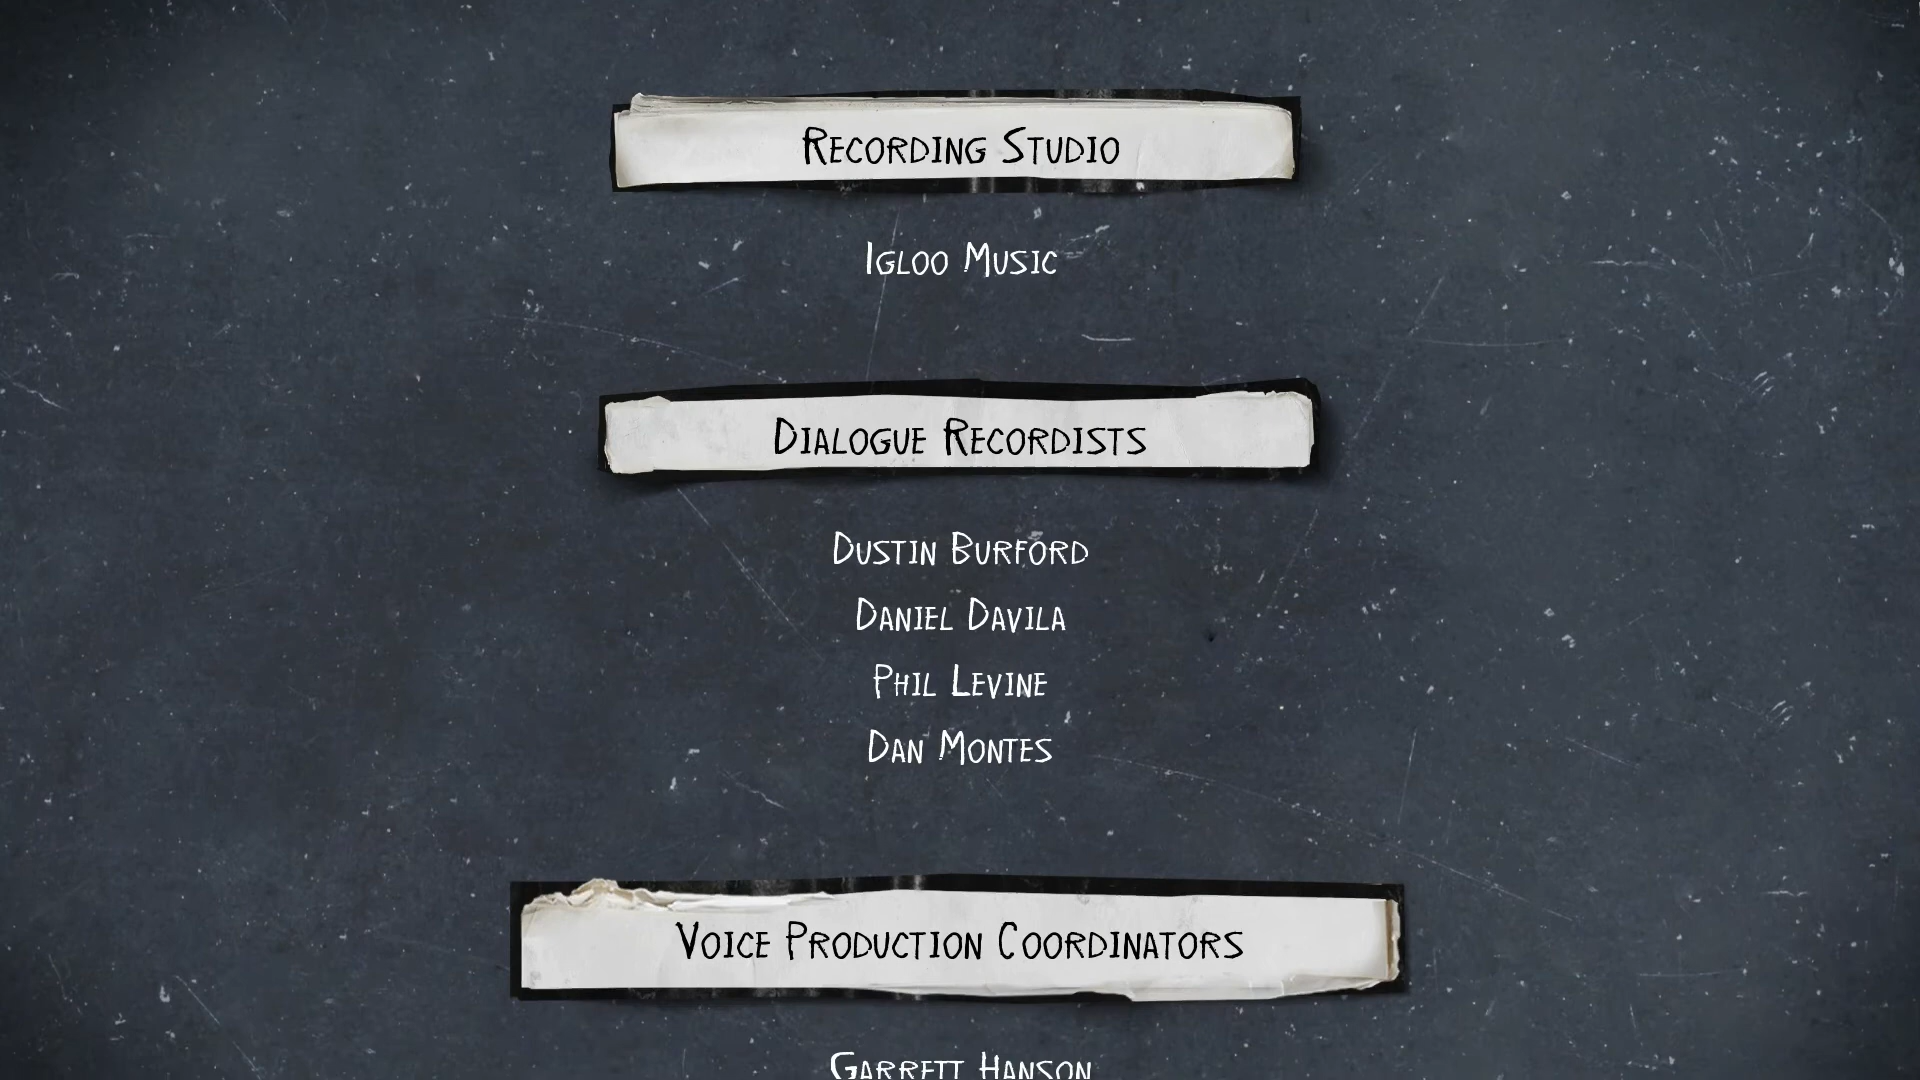 Recording Studio
Igloo Music
Dialogue Recordists
Dustin Burford
Daniel Davila
Phil Levine
Dan Montes
Voice Production Coordinators
Garrett Hanson